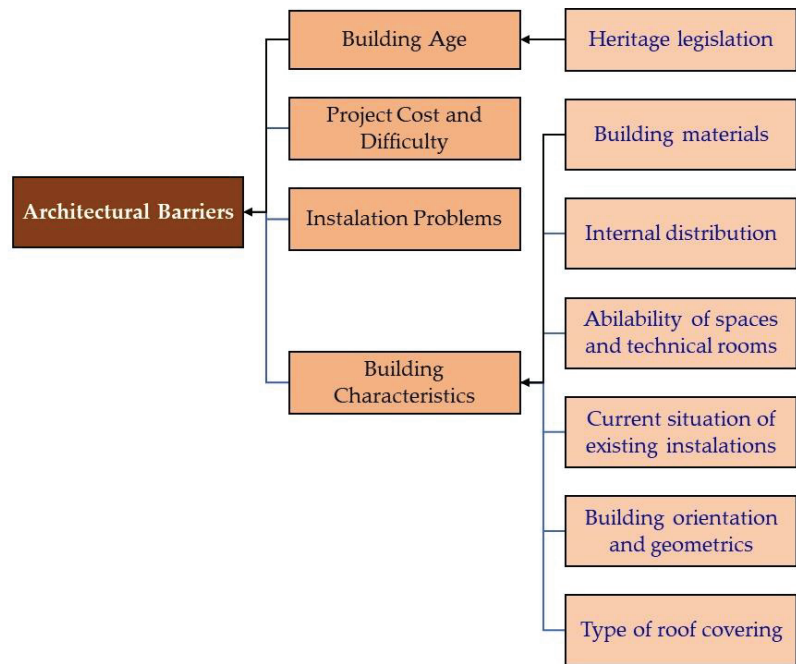 Architectural Barriers
Building Age
Project Cost and
Difficulty
Instalation Problems
Building
Characteristics
Heritage legislation
Building materials
Internal distribution
Abilability of spaces
and technical rooms
Current situation of
existing instalations
Building orientation
and geometrics
Type of roof covering